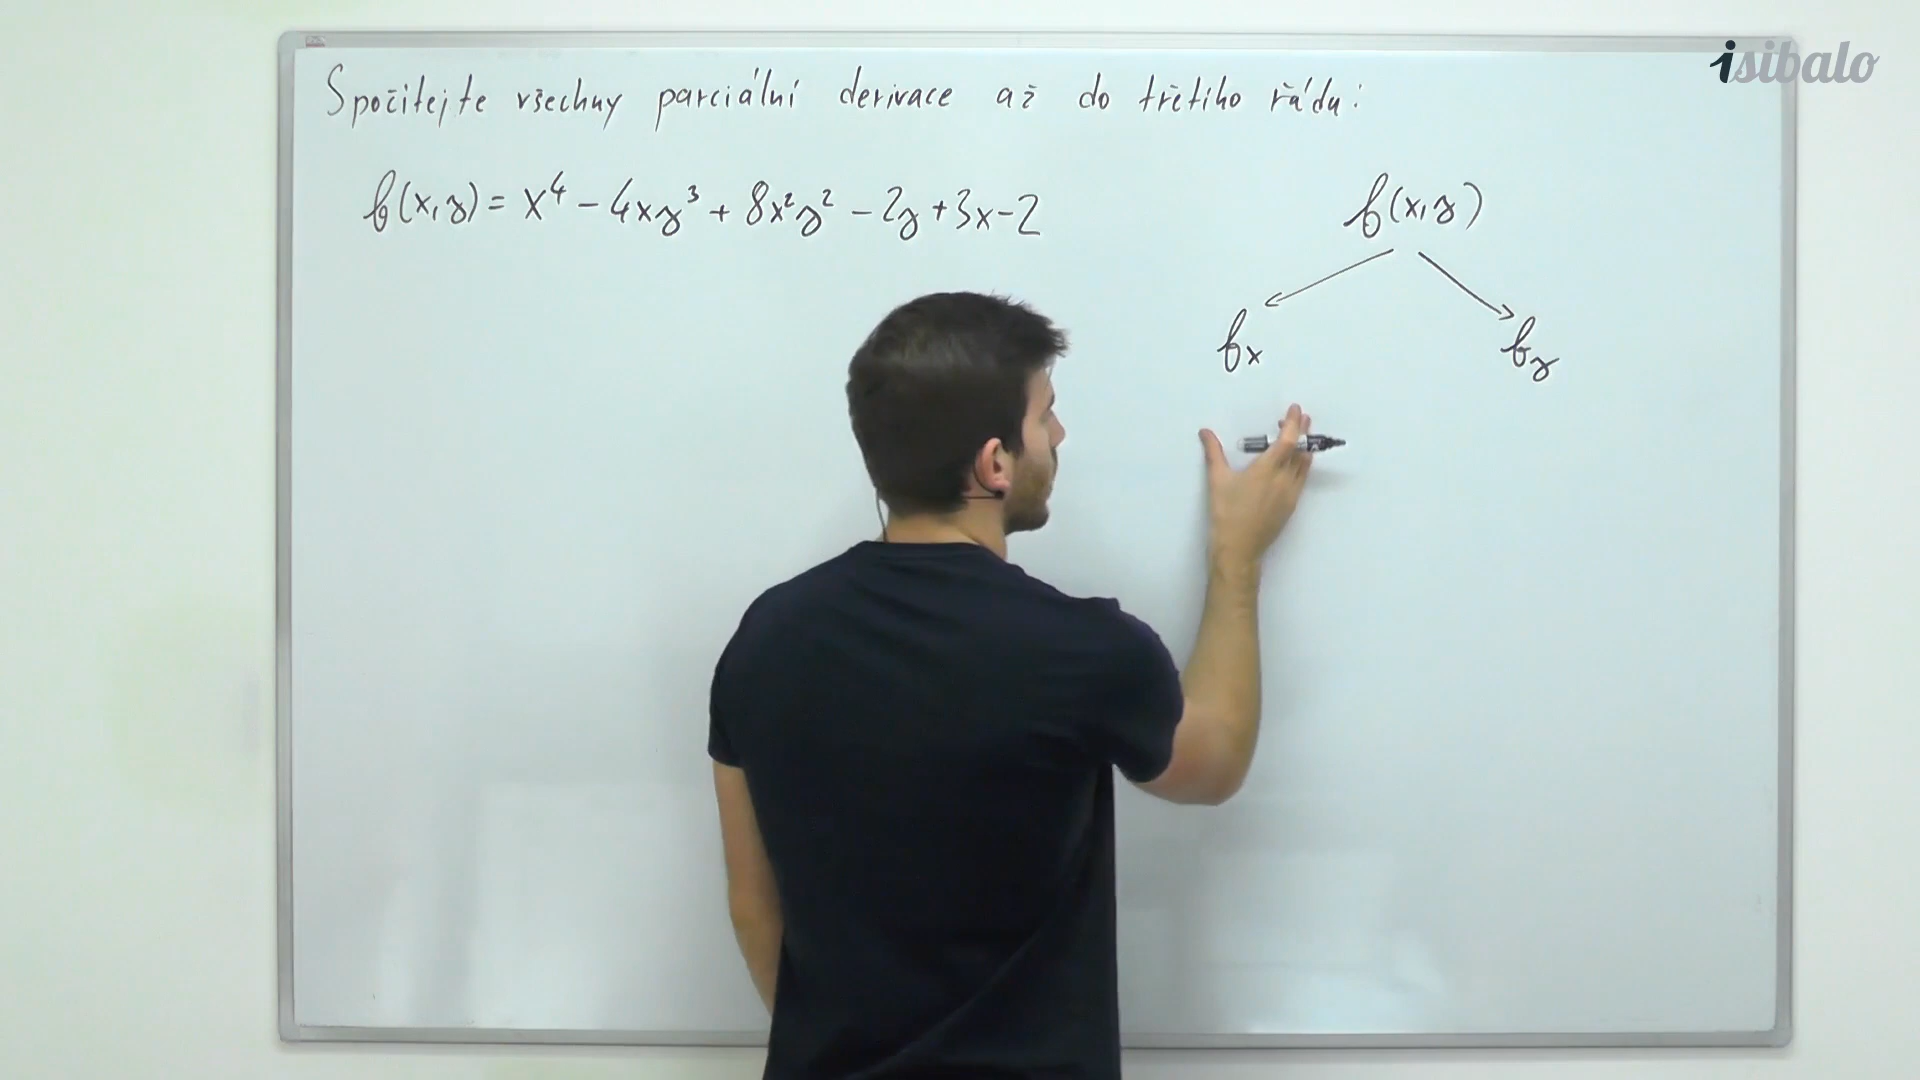 isibalo
Spočítejte všechny parciální derivace až do třetího řádu:
f(x,y) = x⁴ - 4xy³ + 8x²y² - 2y + 3x - 2
f(x,y)
fx fy